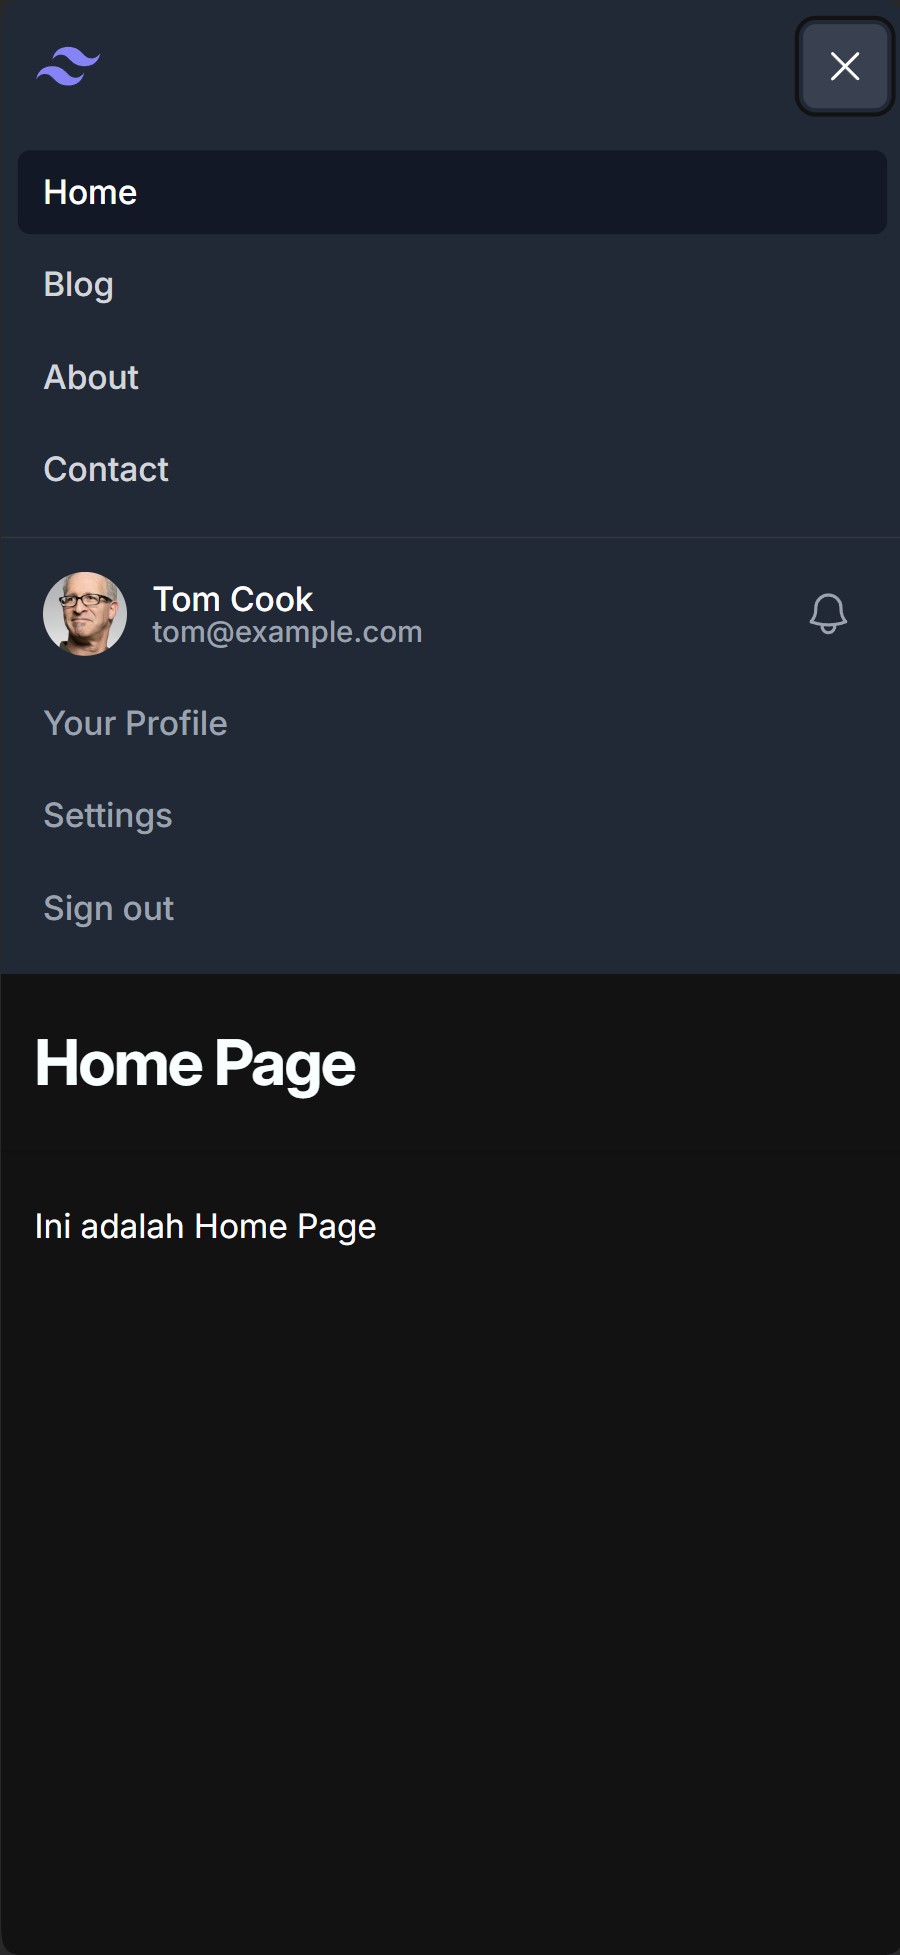 Home
Blog
About
Contact
Tom Cook
tom@example.com
Your Profile
Settings
Sign out
Home Page
Ini adalah Home Page